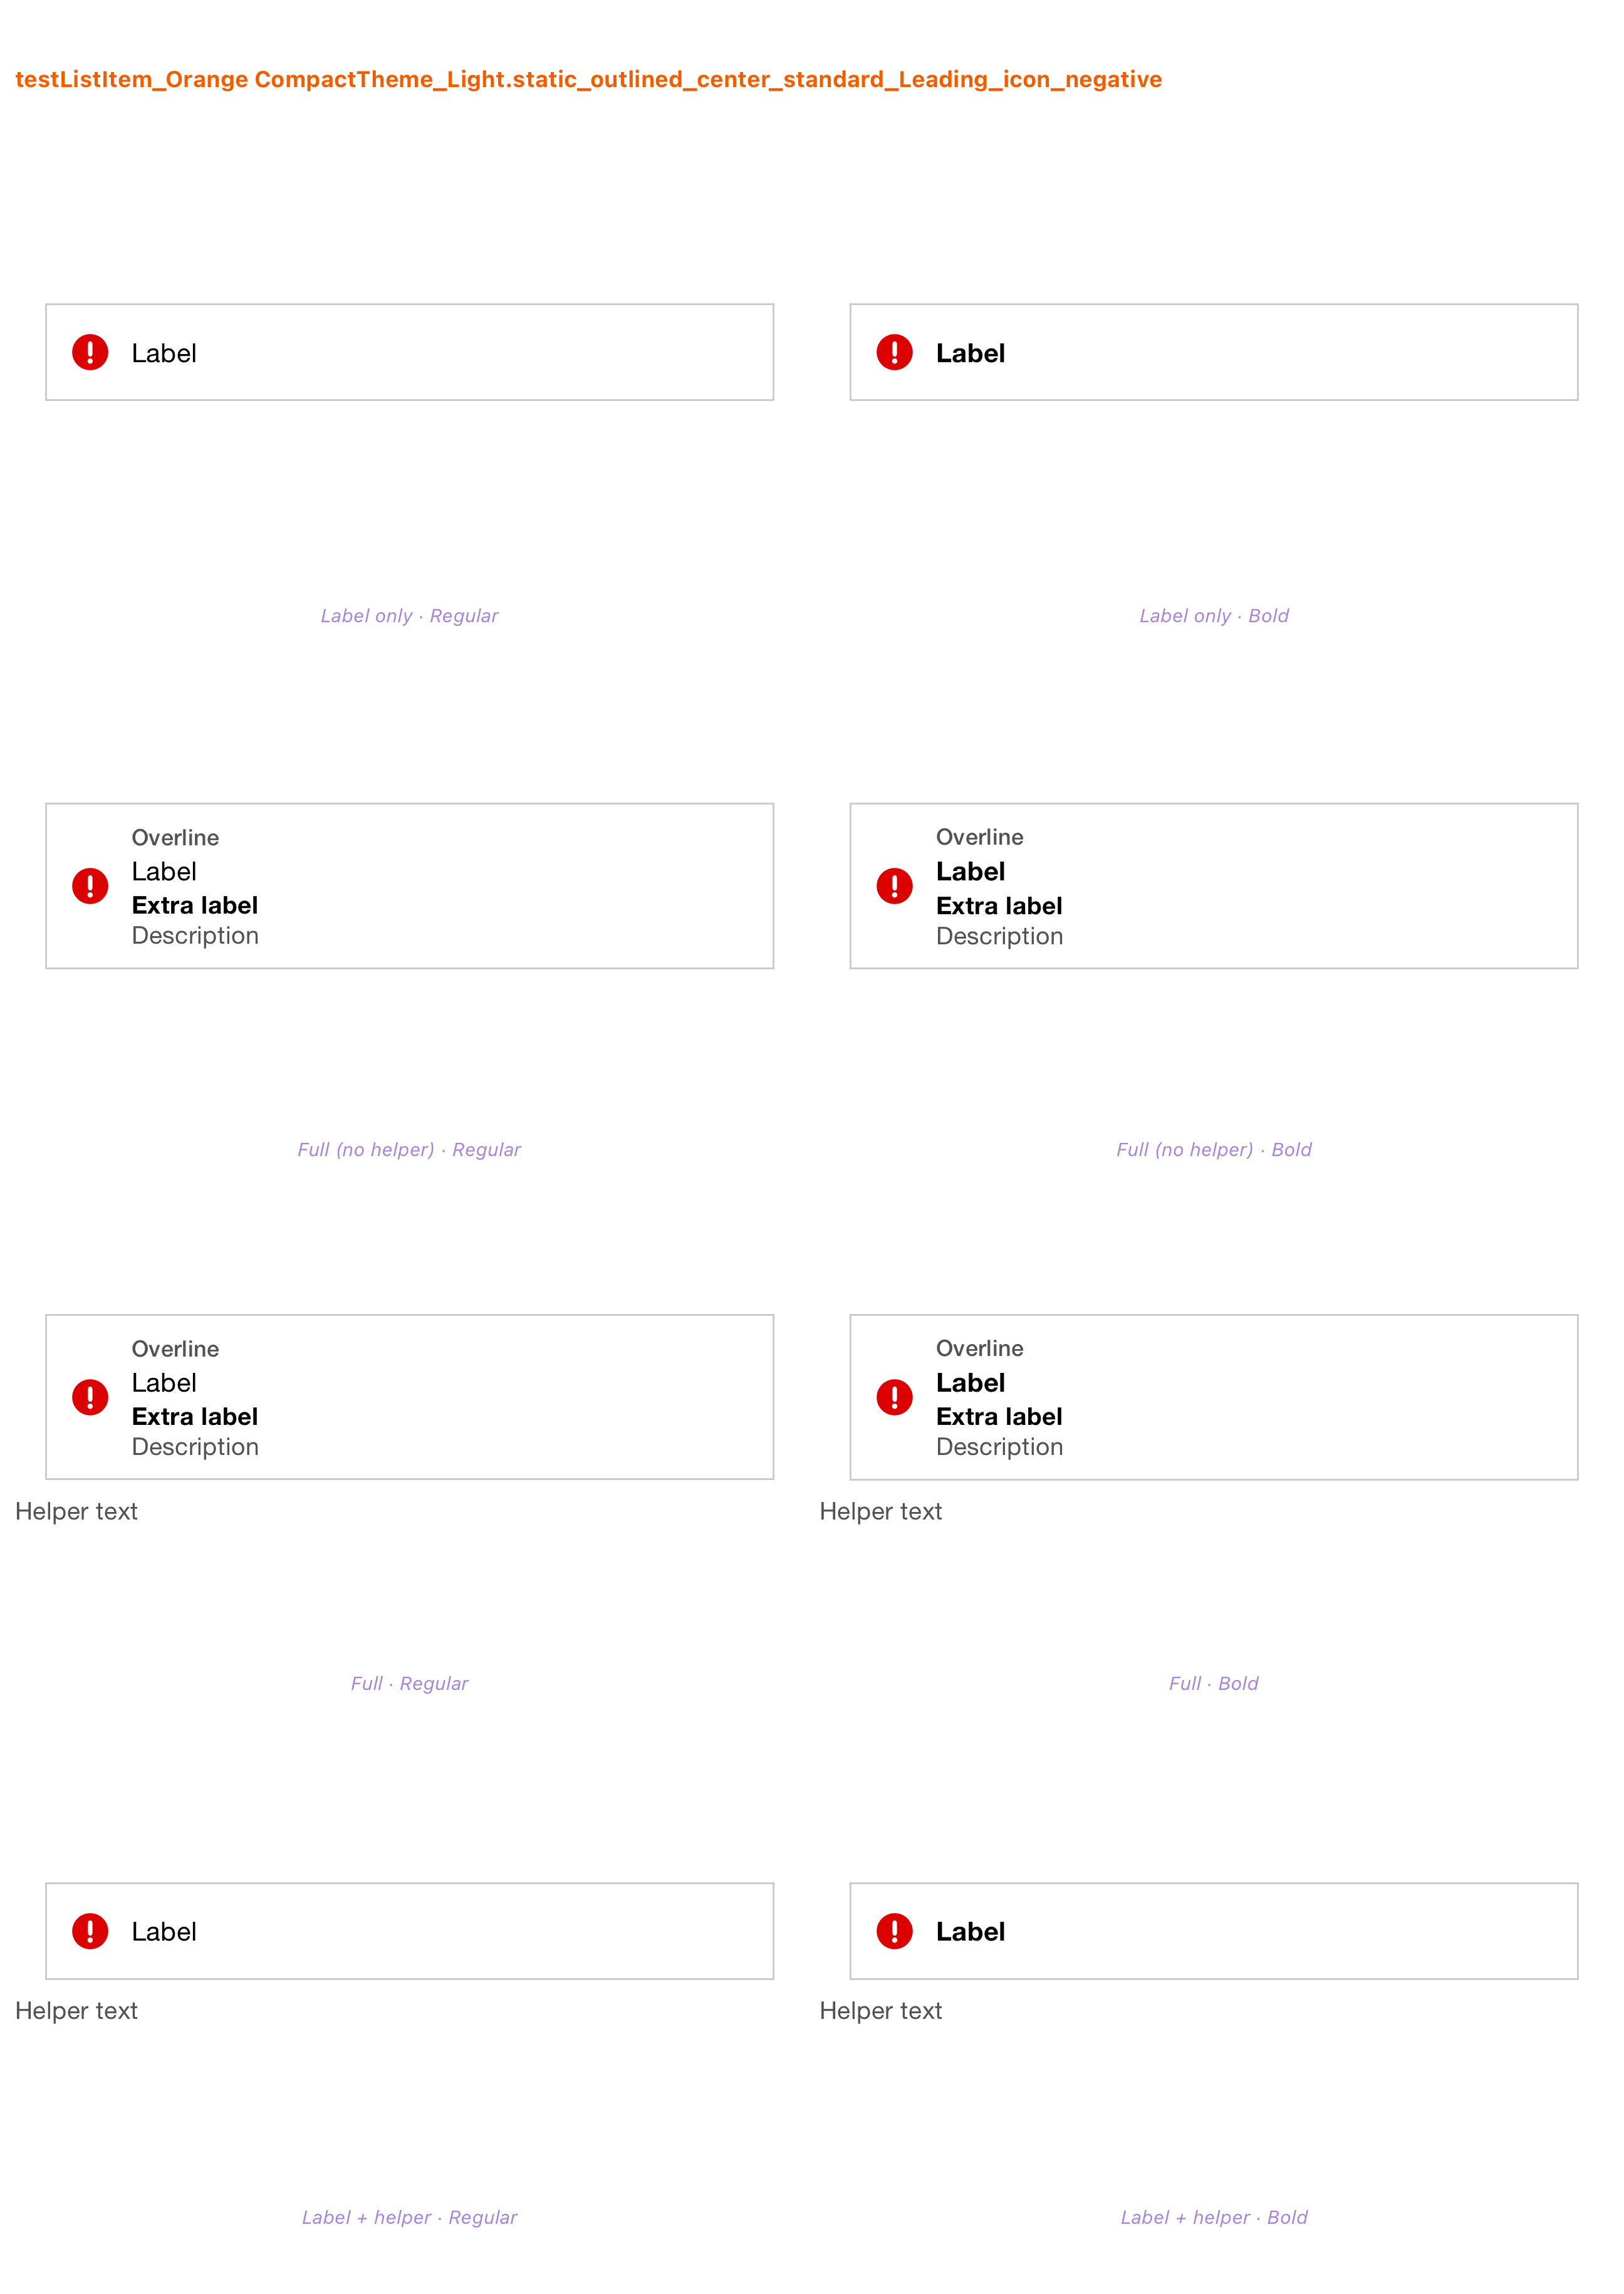 testListItem_Orange CompactTheme_Light.static_outlined_center_standard_Leading_icon_negative
Label
Label
Label only · Regular
Label only · Bold
Overline
Label
Extra label
Description
Overline
Label
Extra label
Description
Full (no helper) · Regular
Full (no helper) · Bold
Overline
Label
Extra label
Description
Helper text
Overline
Label
Extra label
Description
Helper text
Full · Regular
Full · Bold
Label
Helper text
Label
Helper text
Label + helper · Regular
Label + helper · Bold